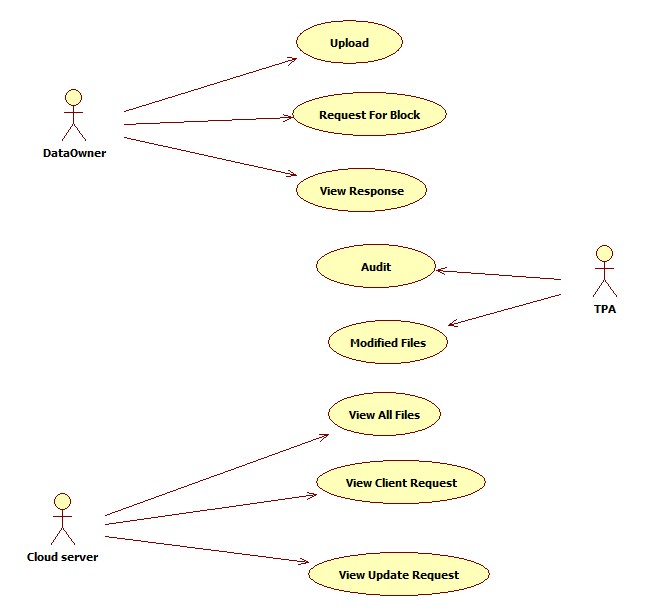 Upload
Request For Block
DataOwner
View Response
Audit
TPA
Modified Files
View All Files
View Client Request
Cloud server
View Update Request